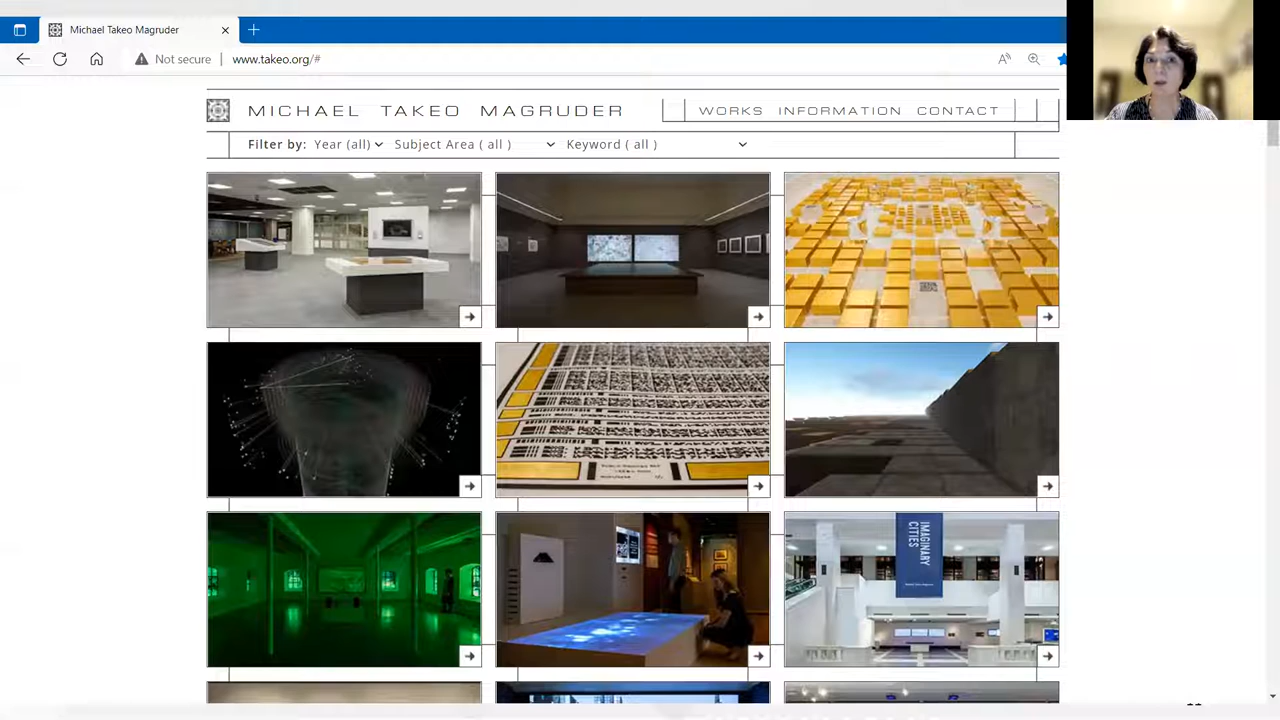 Michael Takeo Magruder
Not secure
www.takeo.org/#
MICHAEL TAKEO MAGRUDER
WORKS INFORMATION CONTACT
Filter by: Year (all) Subject Area ( all ) Keyword ( all )
IMAGINARY
CITIES